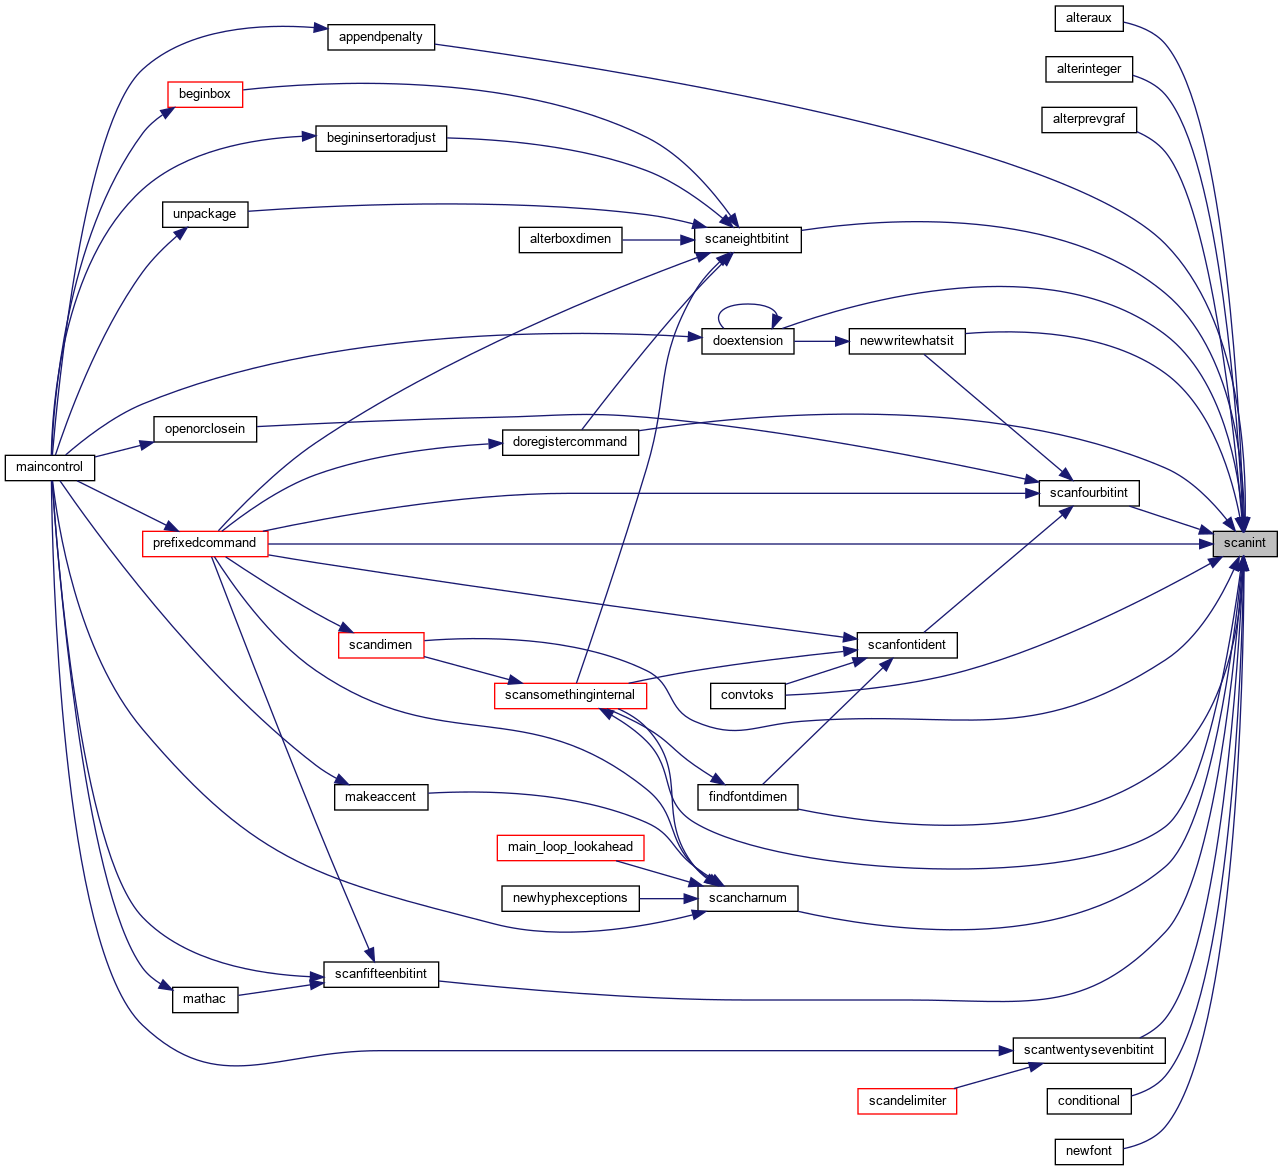 alteraux
appendpenalty
alterinteger
beginbox
alterprevgraf
begininsertoradjust
unpackage
alterboxdimen
scaneightbitint
doextension
newwritewhatsit
openorclosein
doregistercommand
maincontrol
scanfourbitint
prefixedcommand
scanint
scandimen
scanfontident
scansomethinginternal
convtoks
makeaccent
findfontdimen
main_loop_lookahead
newhyphexceptions
scancharnum
scanfifteenbitint
mathac
scantwentysevenbitint
scandelimiter
conditional
newfont